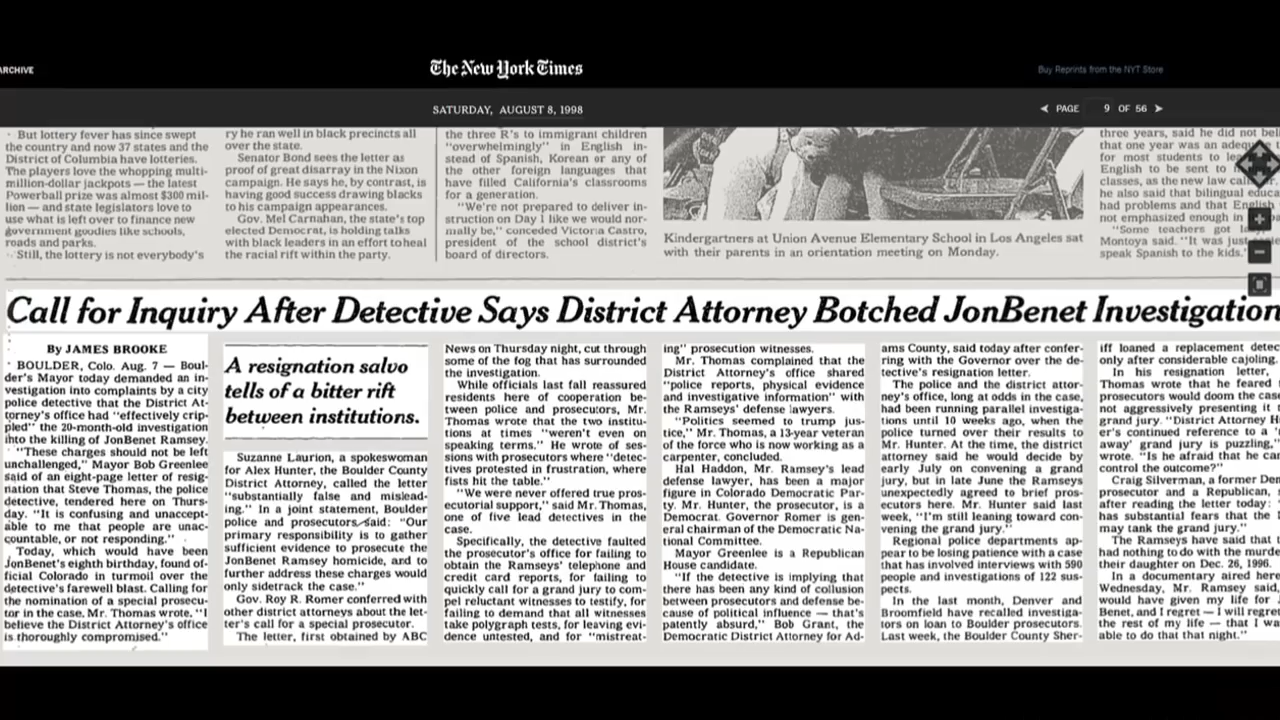 ARCHIVE
The New York Times
Buy Reprints from the NYT Store
SATURDAY, AUGUST 8, 1998
PAGE 9 OF 56
But lottery fever has since swept
the country and now 37 states and the
District of Columbia have lotteries.
The players love the whopping multi-
million-dollar jackpots — the latest
Powerball prize was almost $300 mil-
lion — and state legislators love to
use what is left over to finance new
government goodies like schools,
roads and parks.
Still, the lottery is not everybody's
ry he ran well in black precincts all
over the state.
Senator Bond sees the letter as
proof of great disarray in the Nixon
campaign. He says he, by contrast, is
having good success drawing blacks
to his campaign appearances.
Gov. Mel Carnahan, the state's top
elected Democrat, is holding talks
with black leaders in an effort to heal
the racial rift within the party.
the three R's to immigrant children
"overwhelmingly" in English in-
stead of Spanish, Korean or any of
the other foreign languages that
have filled California's classrooms
for a generation.
"We're not prepared to deliver in-
struction on Day 1 like we would nor-
mally be," conceded Victoria Castro,
president of the school district's
board of directors.
Kindergartners at Union Avenue Elementary School in Los Angeles sat
with their parents in an orientation meeting on Monday.
three years, said he did not
that one year was an
for most students to
English to be sent to
classes, as the new law
he also said that bilingual
had problems and that English
not emphasized enough in
"Some teachers got
Montoya said. "It was just
speak Spanish to the kids."
Call for Inquiry After Detective Says District Attorney Botched JonBenet Investigation
By JAMES BROOKE
BOULDER, Colo. Aug. 7 — Boul-
der's Mayor today demanded an in-
vestigation into complaints by a city
police detective that the District At-
torney's office had "effectively crip-
pled" the 20-month-old investigation
into the killing of JonBenet Ramsey.
"These charges should not be left
unchallenged," Mayor Bob Greenlee
said of an eight-page letter of resig-
nation that Steve Thomas, the police
detective, tendered here on Thurs-
day. "It is confusing and unaccept-
able to me that people are unac-
countable, or not responding."
Today, which would have been
JonBenet's eighth birthday, found of-
ficial Colorado in turmoil over the
detective's farewell blast. Calling for
the nomination of a special prosecu-
tor in the case, Mr. Thomas wrote, "I
believe the District Attorney's office
is thoroughly compromised."
A resignation salvo
tells of a bitter rift
between institutions.
Suzanne Laurion, a spokeswoman
for Alex Hunter, the Boulder County
District Attorney, called the letter
"substantially false and mislead-
ing." In a joint statement, Boulder
police and prosecutors said: "Our
primary responsibility is to gather
sufficient evidence to prosecute the
JonBenet Ramsey homicide, and to
further address these charges would
only sidetrack the case."
Gov. Roy R. Romer conferred with
other district attorneys about the let-
ter's call for a special prosecutor.
The letter, first obtained by ABC
News on Thursday night, cut through
some of the fog that has surrounded
the investigation.
While officials last fall reassured
residents here of cooperation be-
tween police and prosecutors, Mr.
Thomas wrote that the two institu-
tions at times "weren't even on
speaking terms." He wrote of ses-
sions with prosecutors where "detec-
tives protested in frustration, where
fists hit the table."
"We were never offered true pros-
ecutorial support," said Mr. Thomas,
one of five lead detectives in the
case.
Specifically, the detective faulted
the prosecutor's office for failing to
obtain the Ramseys' telephone and
credit card reports, for failing to
quickly call for a grand jury to com-
pel reluctant witnesses to testify, for
failing to demand that all witnesses
take polygraph tests, for leaving evi-
dence untested, and for "mistreat-
ing" prosecution witnesses.
Mr. Thomas complained that the
District Attorney's office shared
"police reports, physical evidence
and investigative information" with
the Ramseys' defense lawyers.
"Politics seemed to trump jus-
tice," Mr. Thomas, a 13-year veteran
of the force who is now working as a
carpenter, concluded.
Hal Haddon, Mr. Ramsey's lead
defense lawyer, has been a major
figure in Colorado Democratic Par-
ty. Mr. Hunter, the prosecutor, is a
Democrat. Governor Romer is gen-
eral chairman of the Democratic Na-
tional Committee.
Mayor Greenlee is a Republican
House candidate.
"If the detective is implying that
there has been any kind of collusion
between prosecutors and defense be-
cause of political influence — that's
patently absurd," Bob Grant, the
Democratic District Attorney for Ad-
ams County, said today after confer-
ring with the Governor over the de-
tective's resignation letter.
The police and the district attor-
ney's office, long at odds in the case,
had been running parallel investiga-
tions until 10 weeks ago, when the
police turned over their results to
Mr. Hunter. At the time, the district
attorney said he would decide by
early July on convening a grand
jury, but in late June the Ramseys
unexpectedly agreed to brief pros-
ecutors here. Mr. Hunter said last
week, "I'm still leaning toward con-
vening the grand jury."
Regional police departments ap-
pear to be losing patience with a case
that has involved interviews with 590
people and investigations of 122 sus-
pects.
In the last month, Denver and
Broomfield have recalled investiga-
tors on loan to Boulder prosecutors.
Last week, the Boulder County Sher-
iff loaned a replacement detec
only after considerable cajoling.
In his resignation letter,
Thomas wrote that he feared
prosecutors would doom the case
not aggressively presenting it
grand jury. "District Attorney H
er's continued reference to a
away' grand jury is puzzling,"
wrote. "Is he afraid that he can
control the outcome?"
Craig Silverman, a former Den
prosecutor and a Republican,
after reading the letter today:
has substantial fears that the
may tank the grand jury."
The Ramseys have said that t
had nothing to do with the murde
their daughter on Dec. 26, 1996.
In a documentary aired here
Wednesday, Mr. Ramsey said,
would have given my life for
Benet, and I regret — I will regret
the rest of my life — that I wa
able to do that that night."